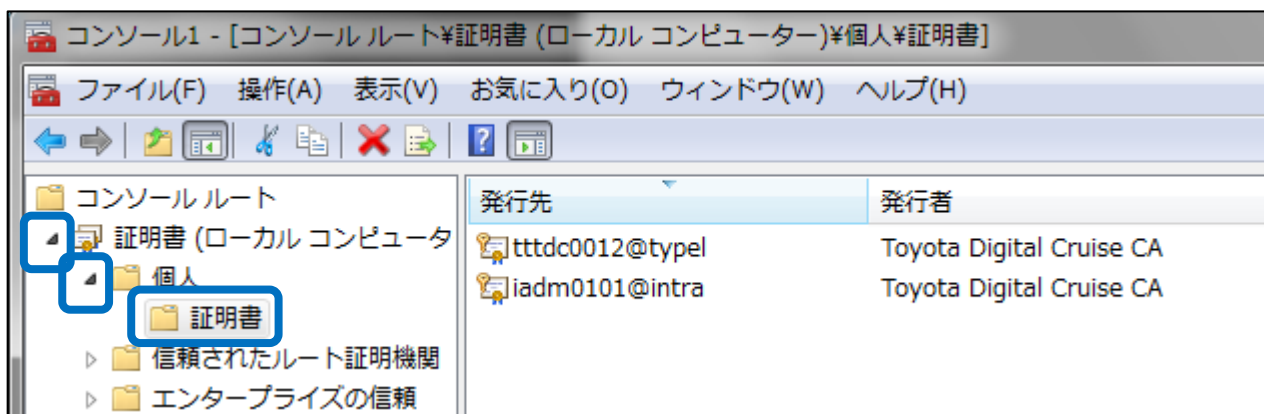 コンソール1 - [コンソール ルート¥証明書 (ローカル コンピューター)¥個人¥証明書]
ファイル(F) 操作(A) 表示(V) お気に入り(O) ウィンドウ(W) ヘルプ(H)
コンソール ルート
証明書 (ローカル コンピュータ
個人
証明書
信頼されたルート証明機関
エンタープライズの信頼
発行先 発行者
tttdc0012@typel Toyota Digital Cruise CA
iadm0101@intra Toyota Digital Cruise CA